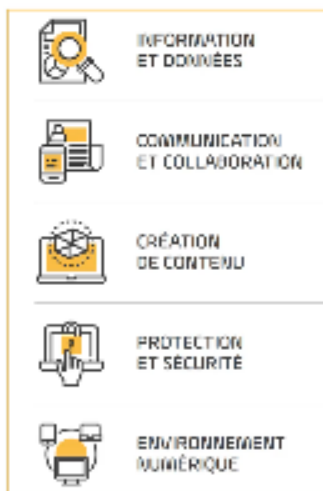 INFORMATION
ET DONNÉES
COMMUNICATION
ET COLLABORATION
CRÉATION
DE CONTENU
PROTECTION
ET SÉCURITÉ
ENVIRONNEMENT
NUMÉRIQUE